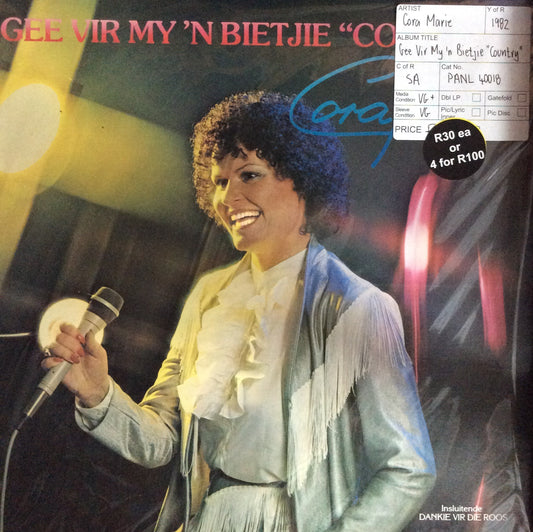 GEE VIR MY 'N BIETJIE "CO
Cora
ARTIST
Cora Marie
Y of R
1982
ALBUM TITLE
Gee Vir My 'n Bietjie "Country"
C of R
SA
Cat No.
PANL 40018
Media Condition
VG+
Dbl LP
Gatefold
Sleeve Condition
VG
Pic/Lyric
Pic Disc
PRICE
R30 ea
or
4 for R100
Insluitende
DANKIE VIR DIE ROOS